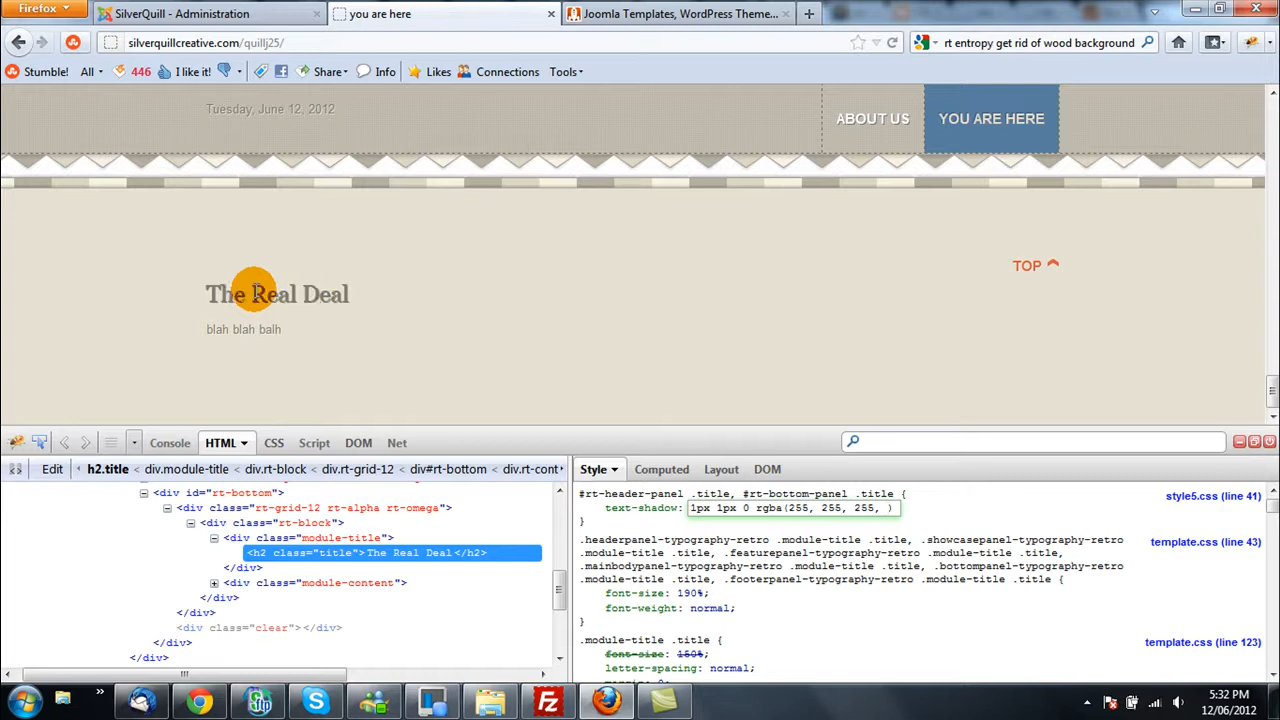 Firefox
SilverQuill - Administration
you are here
Joomla Templates, WordPress Theme...
silverquillcreative.com/quillj25/
rt entropy get rid of wood background
Stumble! All 446 I like it! Share Info Likes Connections Tools
Tuesday, June 12, 2012
ABOUT US
YOU ARE HERE
TOP
The Real Deal
blah blah balh
Console HTML CSS Script DOM Net
Edit h2.title < div.module-title < div.rt-block < div.rt-grid-12 < div#rt-bottom < div.rt-cont
Style Computed Layout DOM
<div id="rt-bottom">
<div class="rt-grid-12 rt-alpha rt-omega">
<div class="rt-block">
<div class="module-title">
<h2 class="title">The Real Deal</h2>
</div>
<div class="module-content">
</div>
</div>
<div class="clear"></div>
</div>
</div>
#rt-header-panel .title, #rt-bottom-panel .title { style5.css (line 41)
text-shadow: 1px 1px 0 rgba(255, 255, 255, )
}
.headerpanel-typography-retro .module-title .title, .showcasepanel-typography-retro template.css (line 43)
.module-title .title, .featurepanel-typography-retro .module-title .title,
.mainbodypanel-typography-retro .module-title .title, .bottompanel-typography-retro
.module-title .title, .footerpanel-typography-retro .module-title .title {
font-size: 190%;
font-weight: normal;
}
.module-title .title { template.css (line 123)
font-size: 150%;
letter-spacing: normal;
5:32 PM
12/06/2012